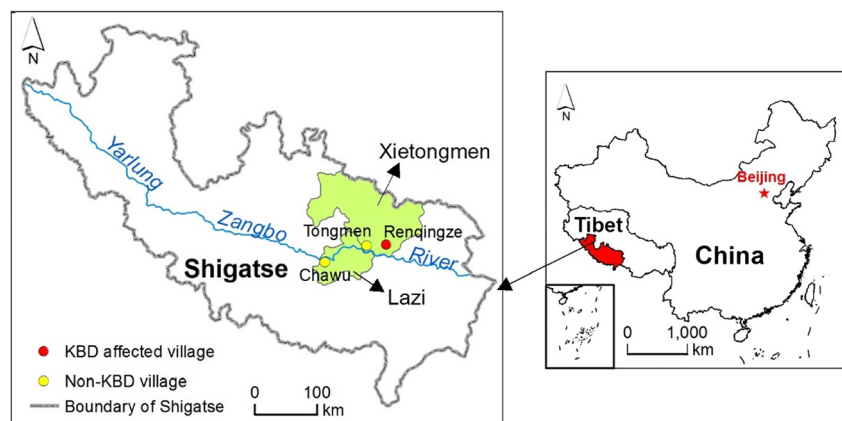 N
Yarlung
Zangbo
River
Xietongmen
Tongmen
Renqingze
Chawu
Shigatse
Lazi
KBD affected village
Non-KBD village
Boundary of Shigatse
0 100
km
N
Beijing
Tibet
China
0 1,000
km